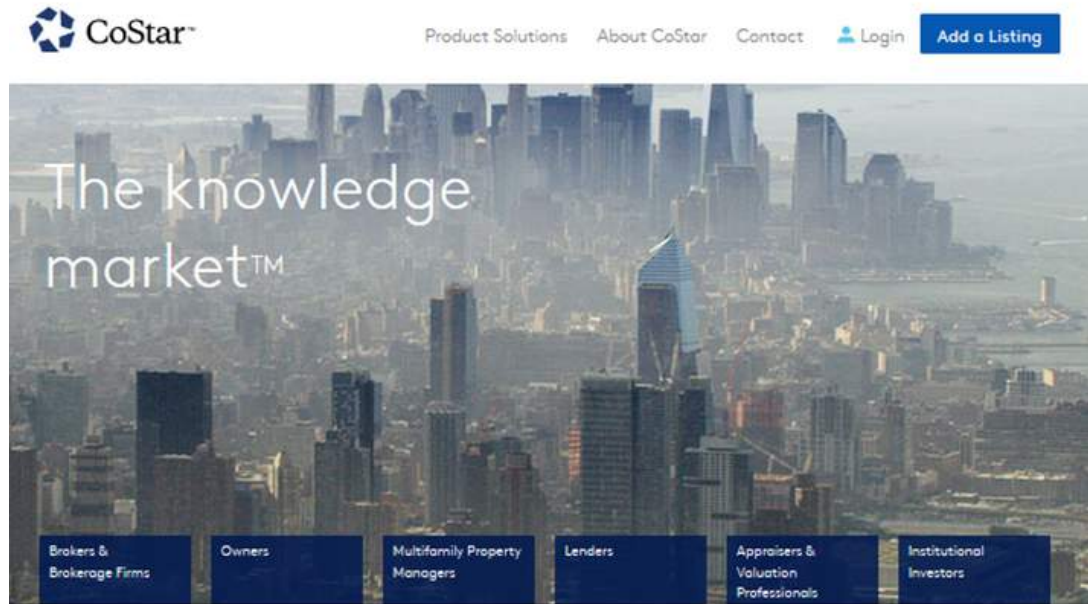 CoStar™
Product Solutions About CoStar Contact Login Add a Listing
The knowledge
market™
Brokers &
Brokerage Firms
Owners
Multifamily Property
Managers
Lenders
Appraisers &
Valuation
Professionals
Institutional
Investors